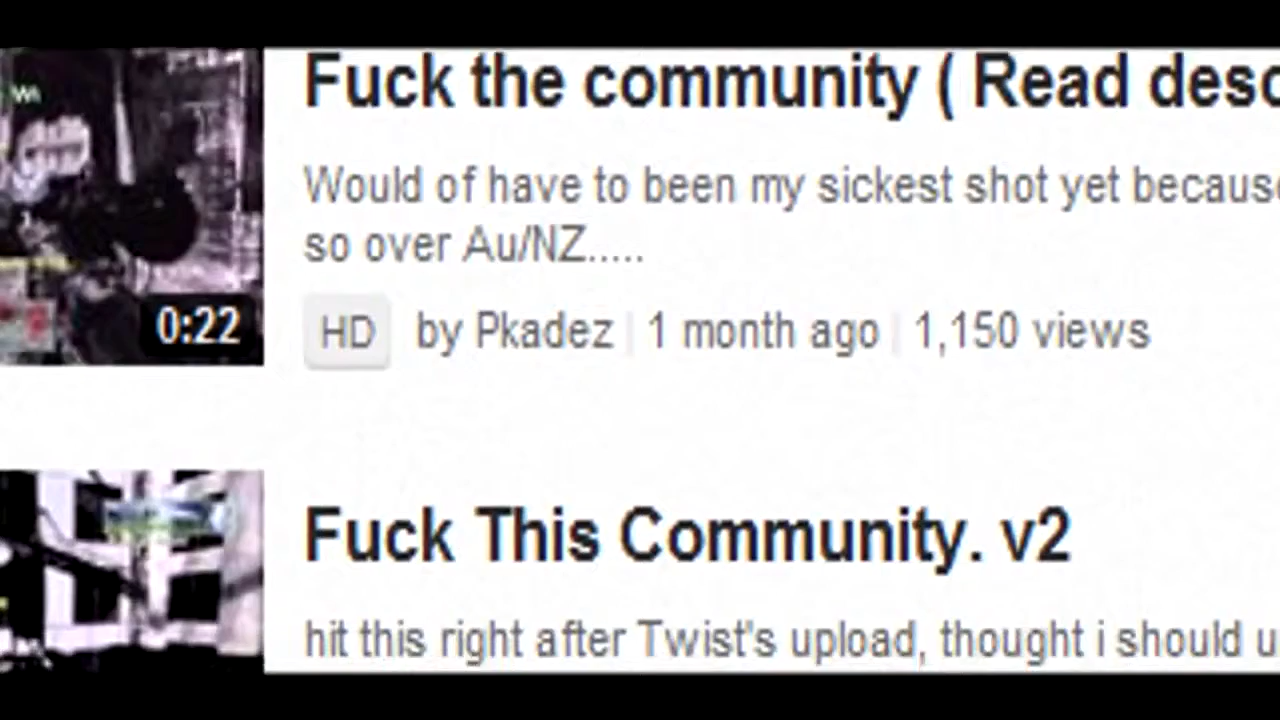 Fuck the community ( Read desc
Would of have to been my sickest shot yet because
so over Au/NZ.....
0:22
HD by Pkadez 1 month ago 1,150 views
Fuck This Community. v2
hit this right after Twist's upload, thought i should u